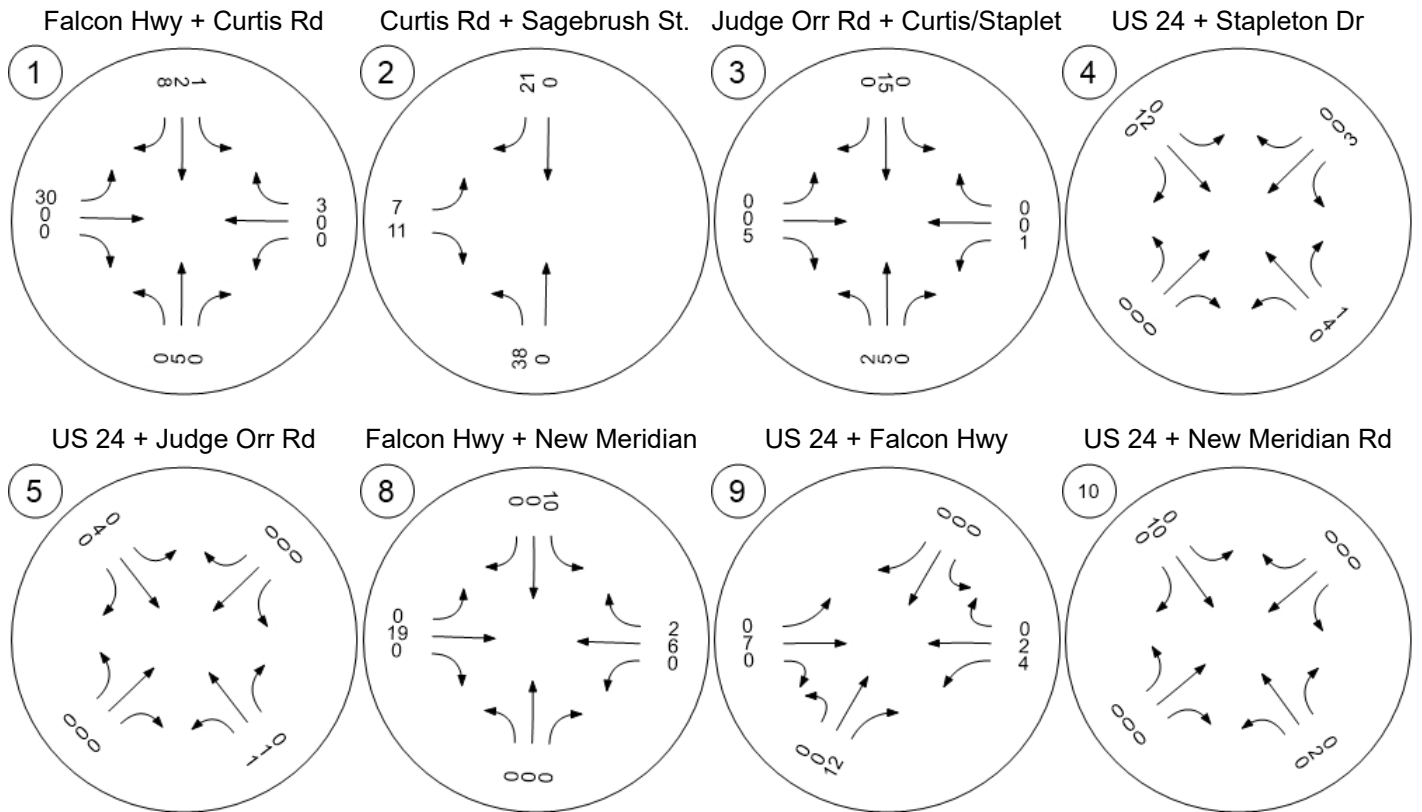 Falcon Hwy + Curtis Rd
1
8 2 1
30
0
0
3
0
0
0 5 0
Curtis Rd + Sagebrush St.
2
21 0
7
11
38 0
Judge Orr Rd + Curtis/Staplet
3
0 15 0
0
0
5
0
0
1
2 5 0
US 24 + Stapleton Dr
4
0 12 0
0 0 3
0 0 0
0 4 1
US 24 + Judge Orr Rd
5
0 4 0
0 0 0
0 0 0
1 1 0
Falcon Hwy + New Meridian
8
0 0 10
0
19
0
2
6
0
0 0 0
US 24 + Falcon Hwy
9
0 0 0
0
7
0
0
2
4
0 0 12
US 24 + New Meridian Rd
10
0 10 0
0 0 0
0 0 0
0 2 0